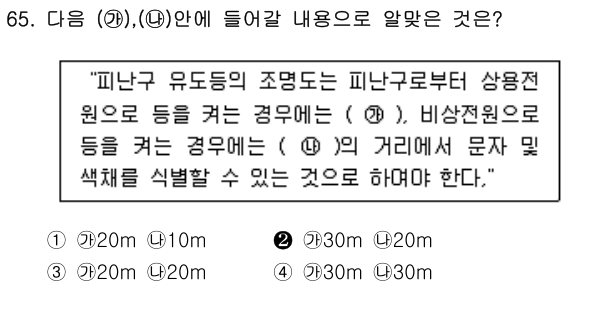 65. 다음 (㉮),(㉯)안에 들어갈 내용으로 알맞은 것은?
"피난구 유도등의 조명도는 피난구로부터 상용전
원으로 등을 켜는 경우에는 ( ㉮ ), 비상전원으로
등을 켜는 경우에는 ( ㉯ )의 거리에서 문자 및
색채를 식별할 수 있는 것으로 하여야 한다."
① ㉮20m ㉯10m ❷ ㉮30m ㉯20m
③ ㉮20m ㉯20m ④ ㉮30m ㉯30m